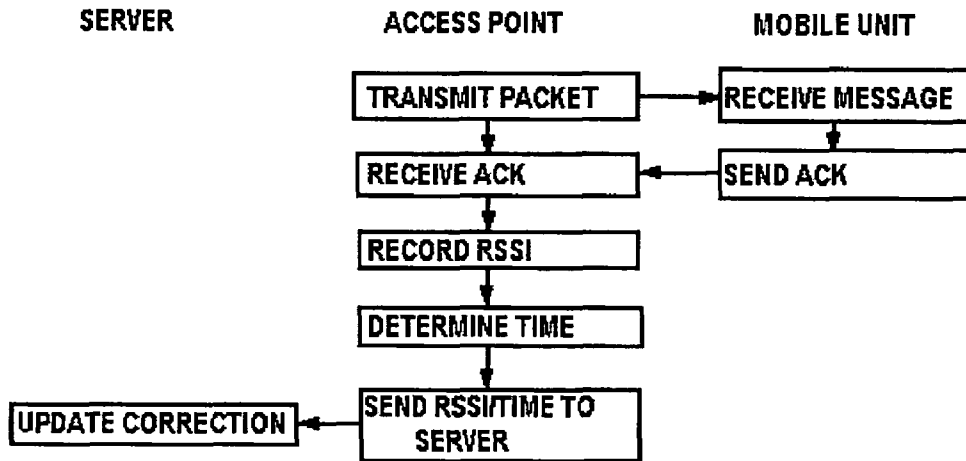 SERVER
ACCESS POINT
MOBILE UNIT
TRANSMIT PACKET
RECEIVE MESSAGE
RECEIVE ACK
SEND ACK
RECORD RSSI
DETERMINE TIME
SEND RSSI/TIME TO
SERVER
UPDATE CORRECTION